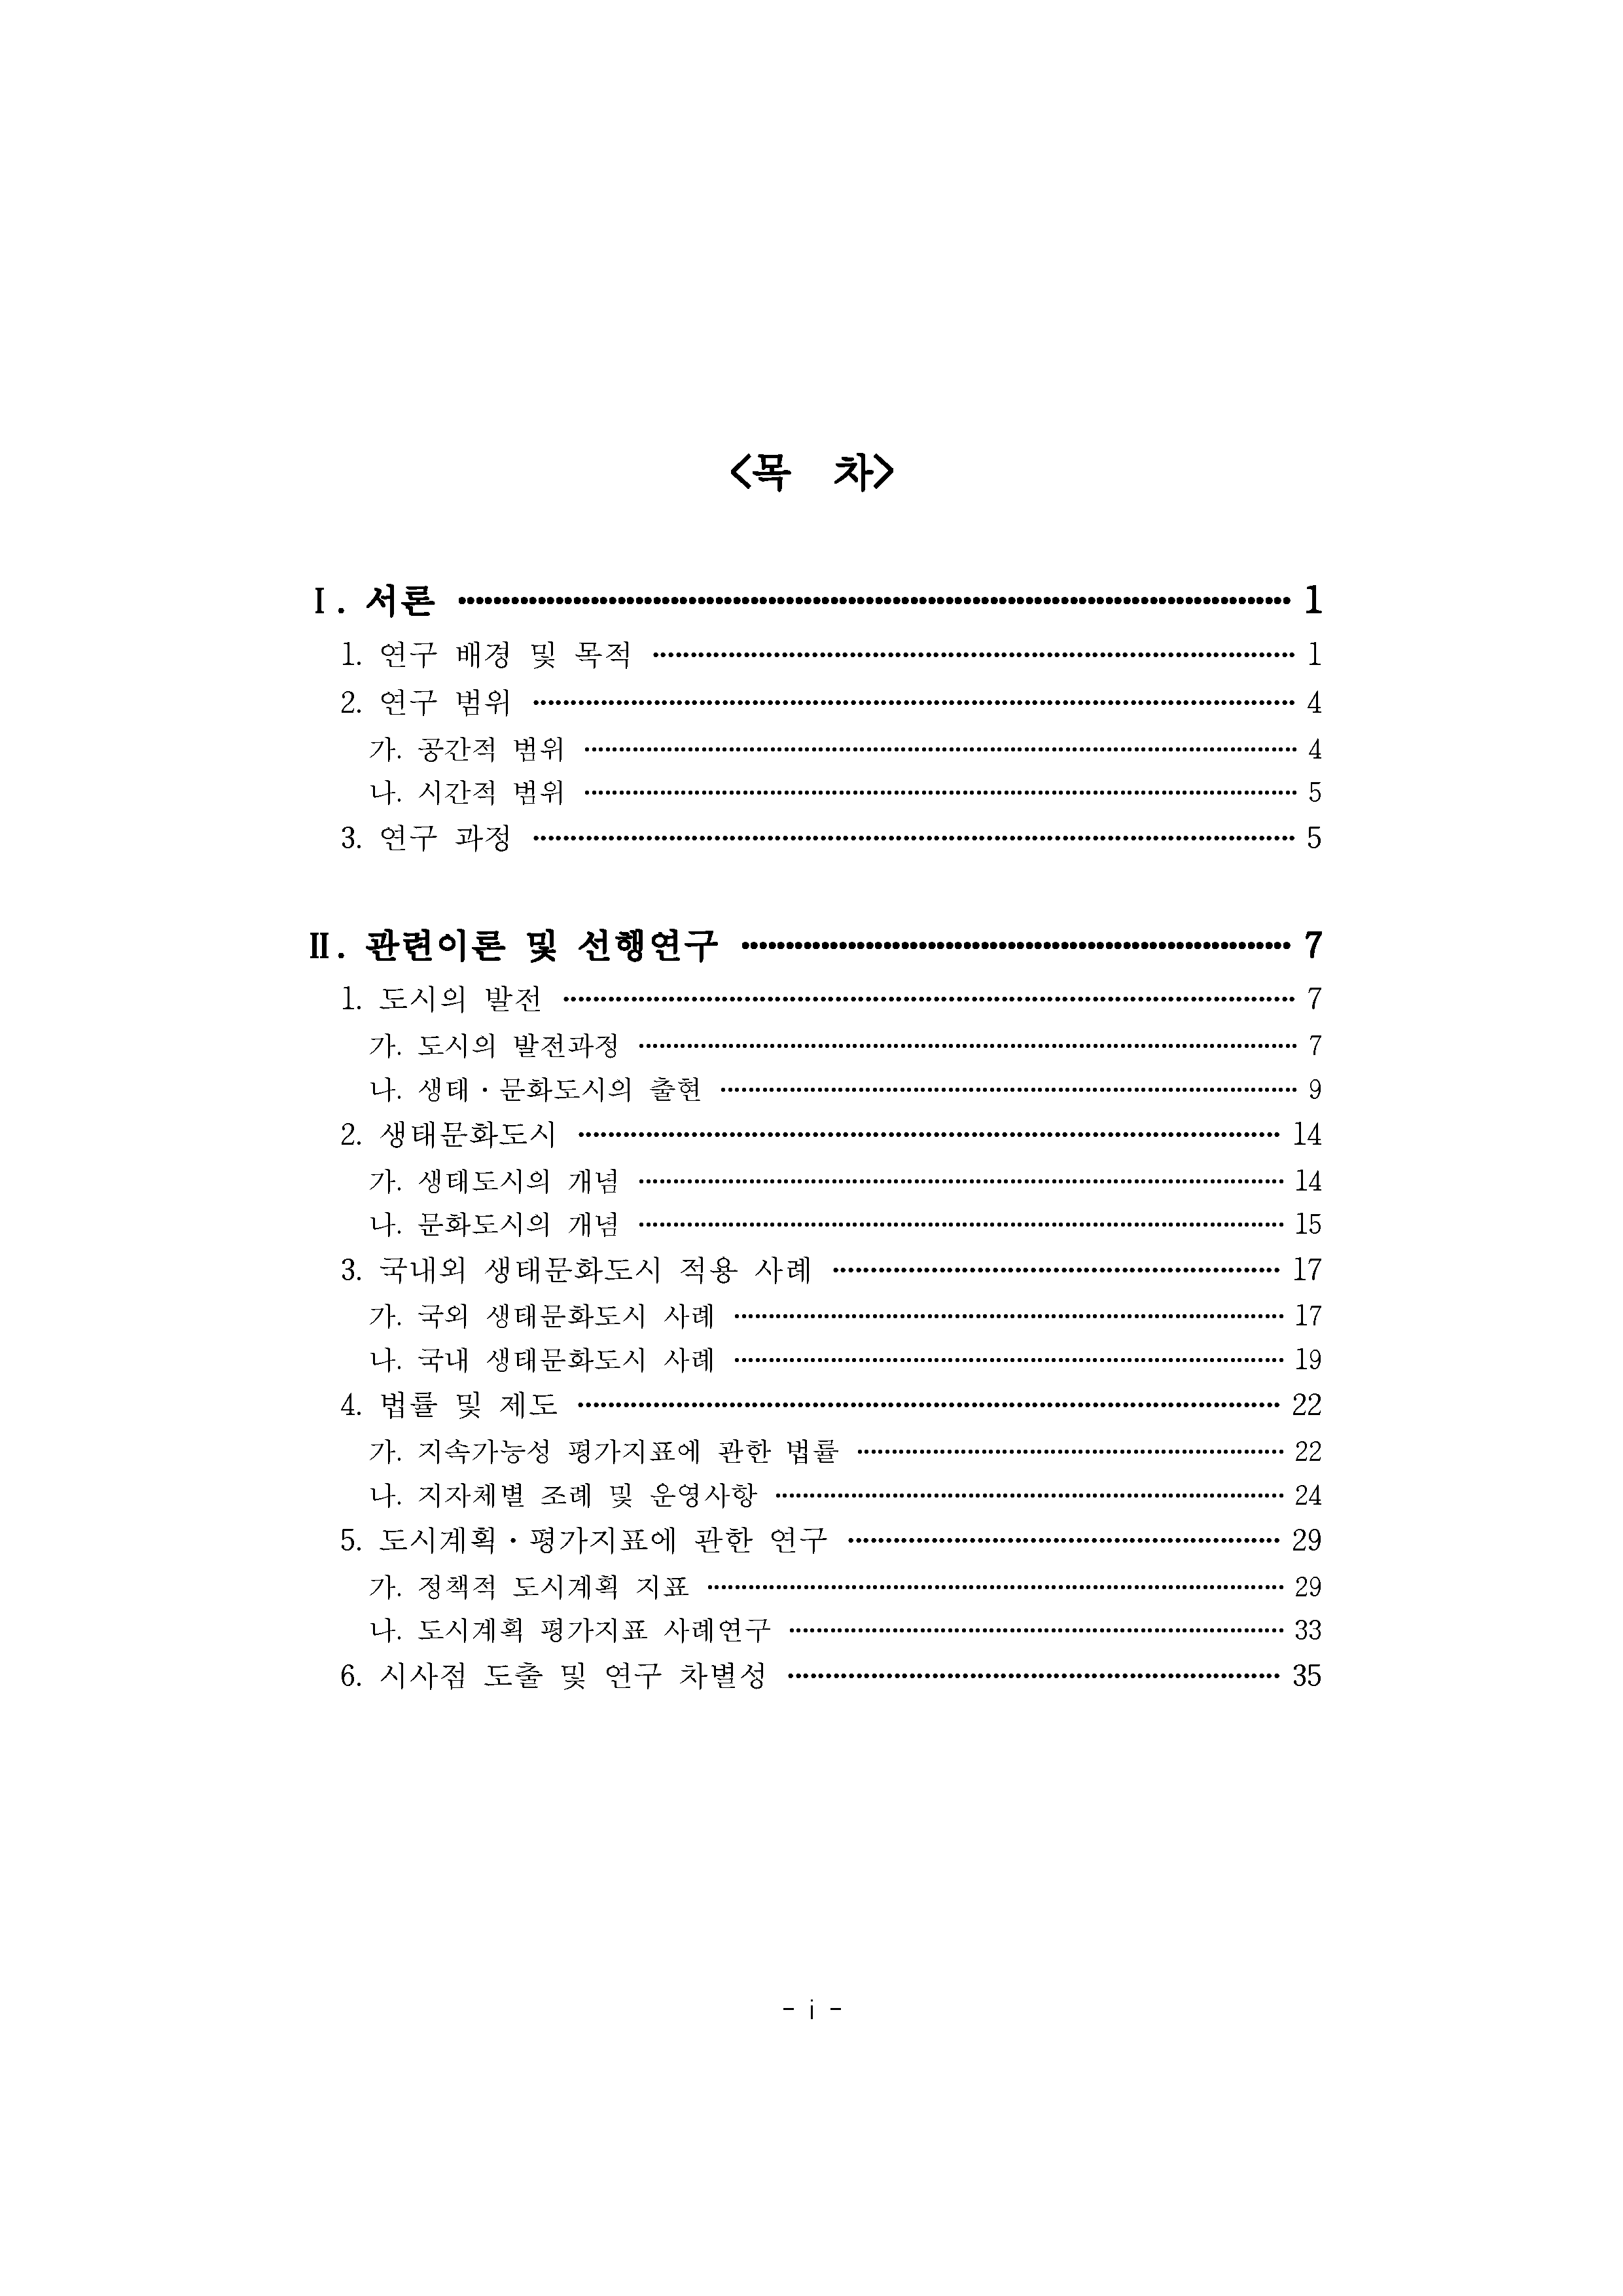 <목 차>
Ⅰ. 서론 ······ 1
1. 연구 배경 및 목적 ······ 1
2. 연구 범위 ······ 4
가. 공간적 범위 ······ 4
나. 시간적 범위 ······ 5
3. 연구 과정 ······ 5
Ⅱ. 관련이론 및 선행연구 ······ 7
1. 도시의 발전 ······ 7
가. 도시의 발전과정 ······ 7
나. 생태·문화도시의 출현 ······ 9
2. 생태문화도시 ······ 14
가. 생태도시의 개념 ······ 14
나. 문화도시의 개념 ······ 15
3. 국내외 생태문화도시 적용 사례 ······ 17
가. 국외 생태문화도시 사례 ······ 17
나. 국내 생태문화도시 사례 ······ 19
4. 법률 및 제도 ······ 22
가. 지속가능성 평가지표에 관한 법률 ······ 22
나. 지자체별 조례 및 운영사항 ······ 24
5. 도시계획·평가지표에 관한 연구 ······ 29
가. 정책적 도시계획 지표 ······ 29
나. 도시계획 평가지표 사례연구 ······ 33
6. 시사점 도출 및 연구 차별성 ······ 35
- i -